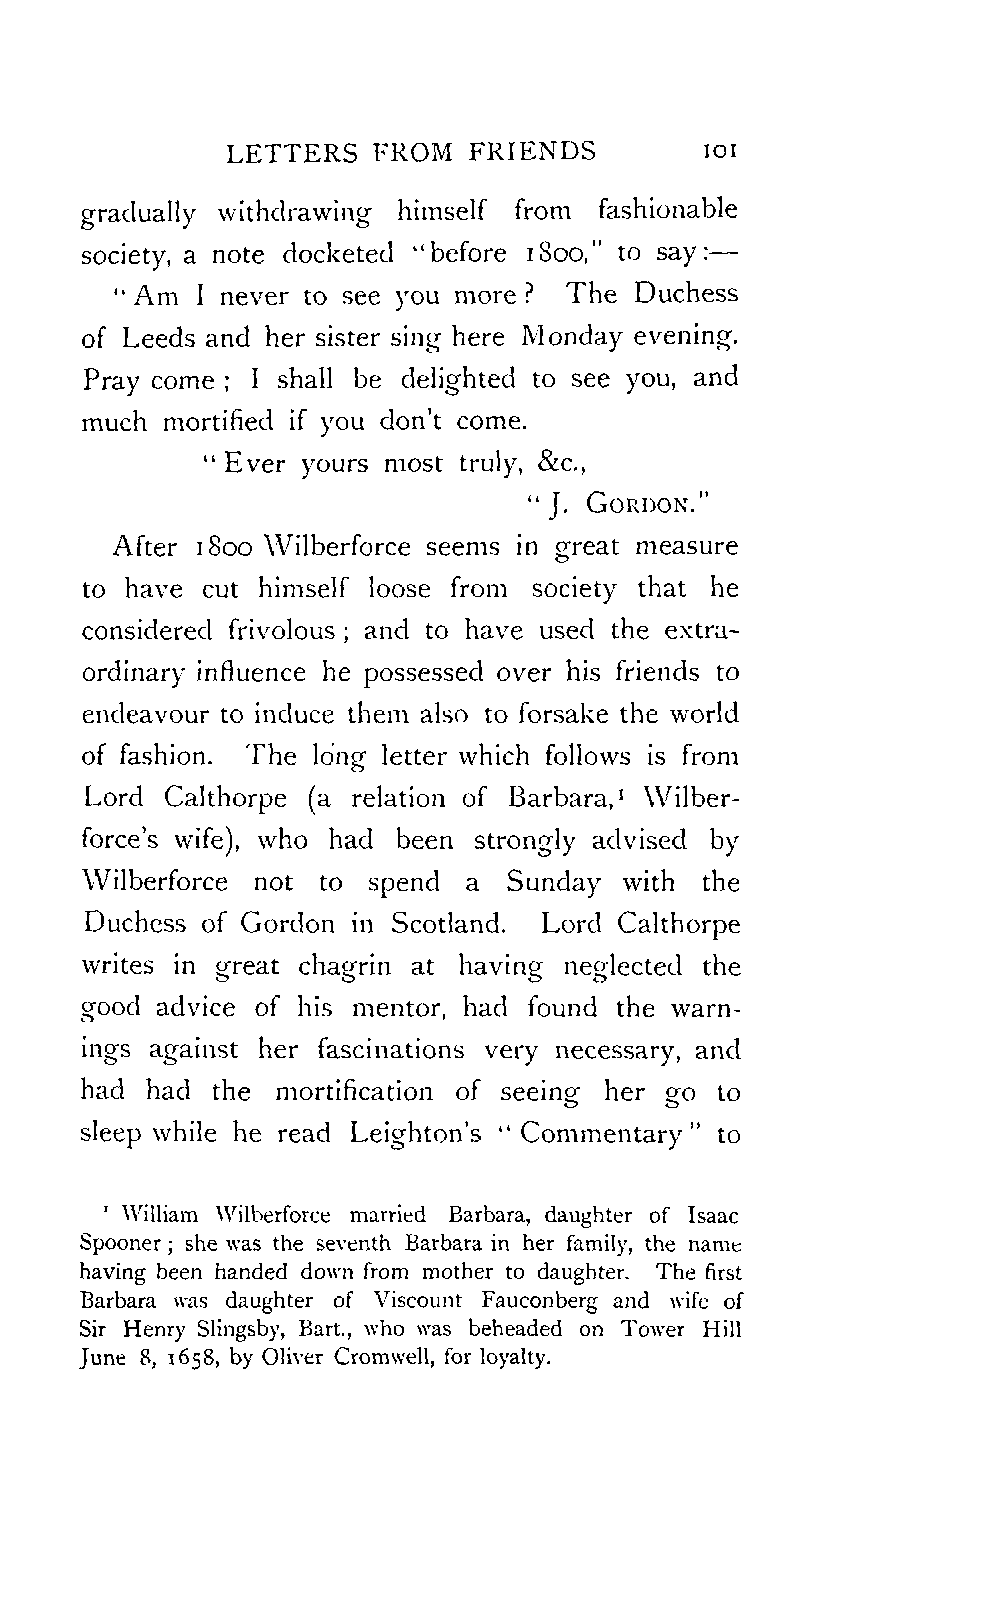 LETTERS FROM FRIENDS 101
gradually withdrawing himself from fashionable
society, a note docketed "before 1800," to say:—
"Am I never to see you more? The Duchess
of Leeds and her sister sing here Monday evening.
Pray come; I shall be delighted to see you, and
much mortified if you don't come.
"Ever yours most truly, &c.,
"J. GORDON."
After 1800 Wilberforce seems in great measure
to have cut himself loose from society that he
considered frivolous; and to have used the extra-
ordinary influence he possessed over his friends to
endeavour to induce them also to forsake the world
of fashion. The long letter which follows is from
Lord Calthorpe (a relation of Barbara,¹ Wilber-
force's wife), who had been strongly advised by
Wilberforce not to spend a Sunday with the
Duchess of Gordon in Scotland. Lord Calthorpe
writes in great chagrin at having neglected the
good advice of his mentor, had found the warn-
ings against her fascinations very necessary, and
had had the mortification of seeing her go to
sleep while he read Leighton's "Commentary" to
¹ William Wilberforce married Barbara, daughter of Isaac
Spooner; she was the seventh Barbara in her family, the name
having been handed down from mother to daughter. The first
Barbara was daughter of Viscount Fauconberg and wife of
Sir Henry Slingsby, Bart., who was beheaded on Tower Hill
June 8, 1658, by Oliver Cromwell, for loyalty.